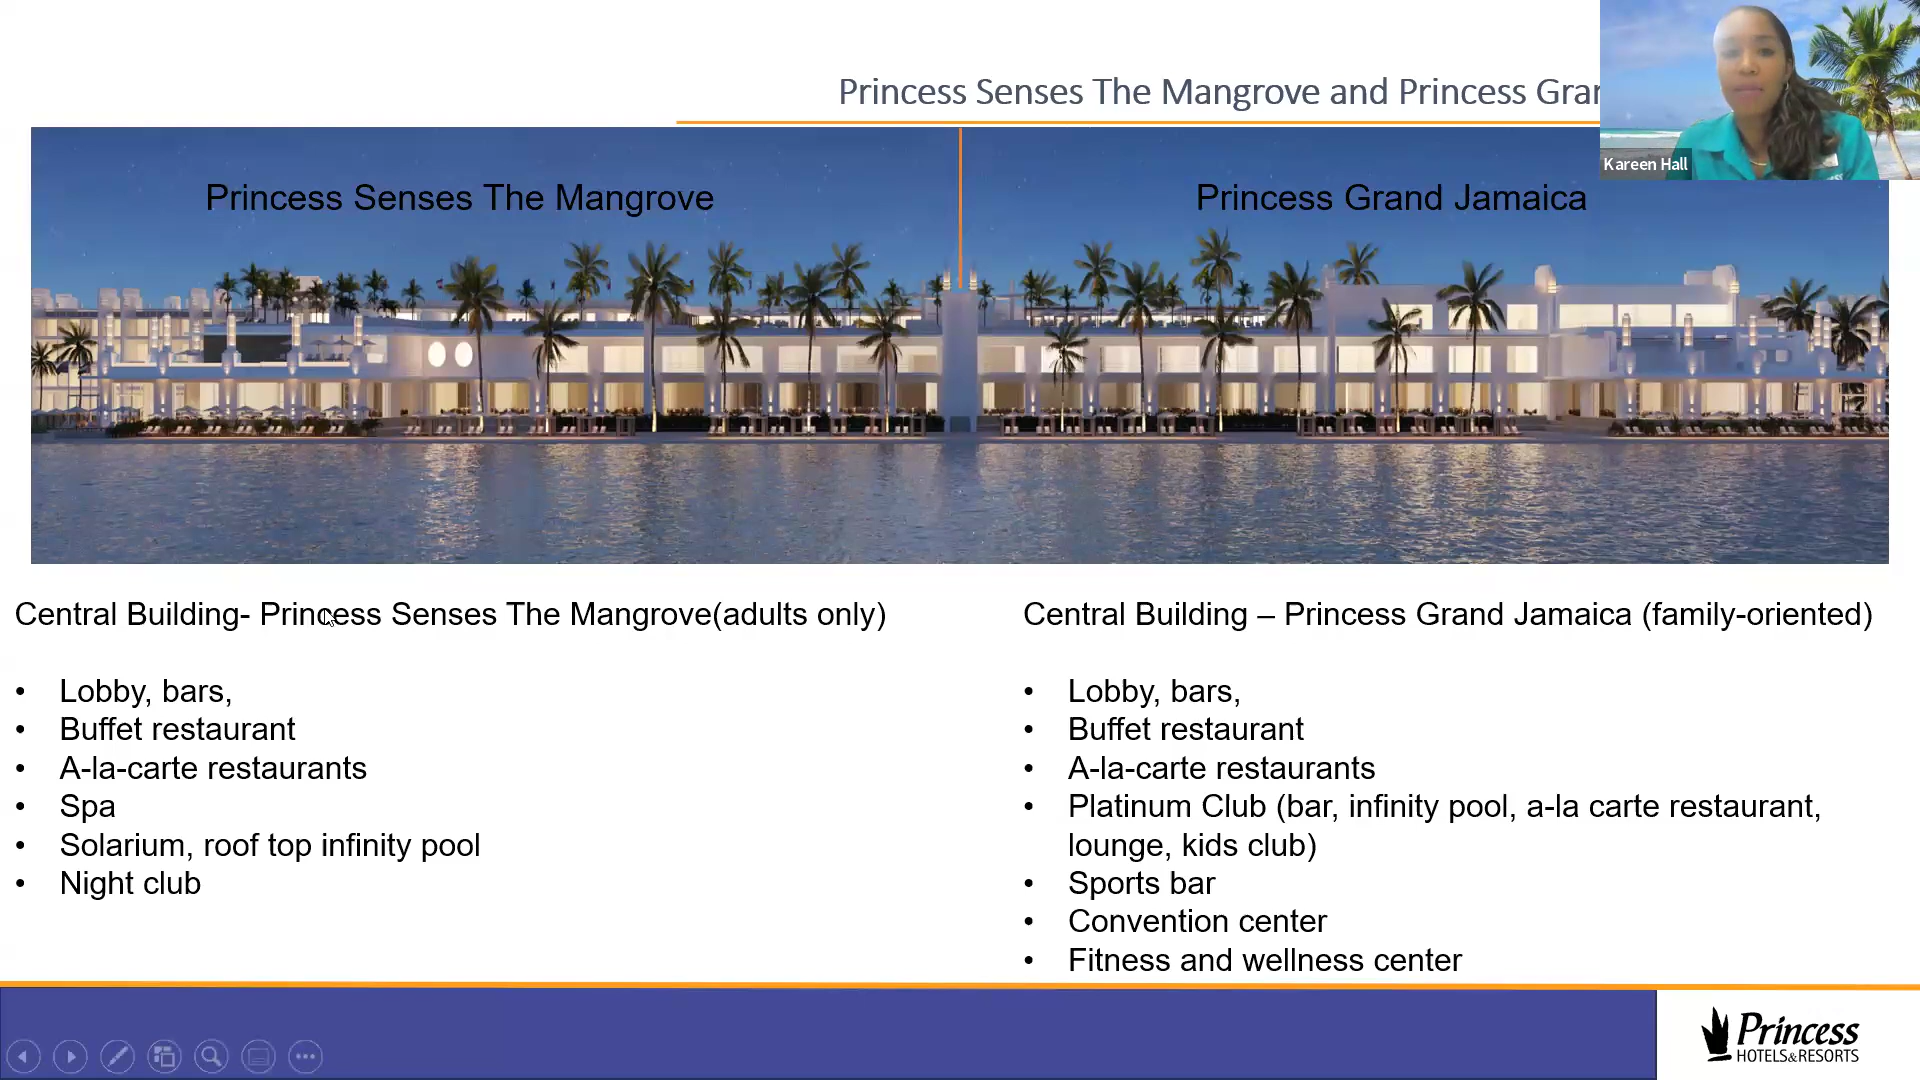 Princess Senses The Mangrove and Princess Gra
Kareen Hall
Princess Senses The Mangrove
Princess Grand Jamaica
Central Building- Princess Senses The Mangrove(adults only)
• Lobby, bars,
• Buffet restaurant
• A-la-carte restaurants
• Spa
• Solarium, roof top infinity pool
• Night club
Central Building – Princess Grand Jamaica (family-oriented)
• Lobby, bars,
• Buffet restaurant
• A-la-carte restaurants
• Platinum Club (bar, infinity pool, a-la carte restaurant,
lounge, kids club)
• Sports bar
• Convention center
• Fitness and wellness center
Princess
HOTELS&RESORTS